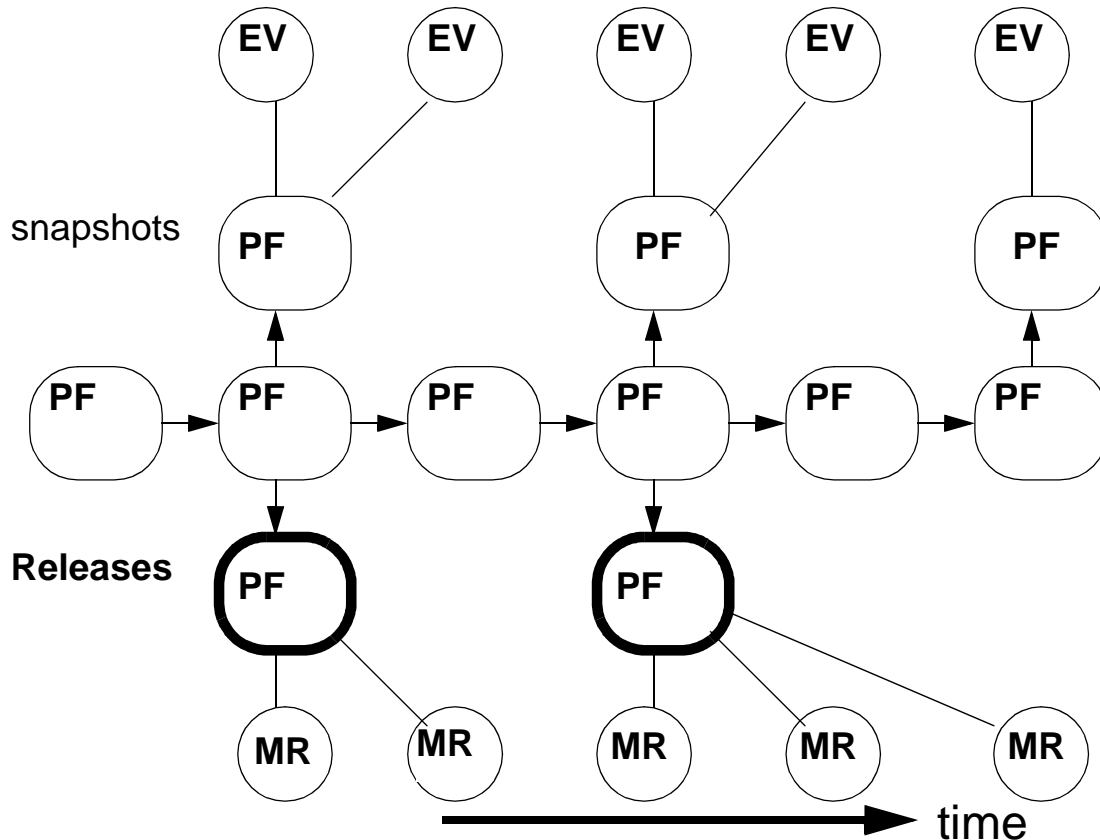 EV EV EV EV EV
snapshots
PF PF PF
PF PF PF PF PF PF
Releases
PF PF
MR MR MR MR MR
time